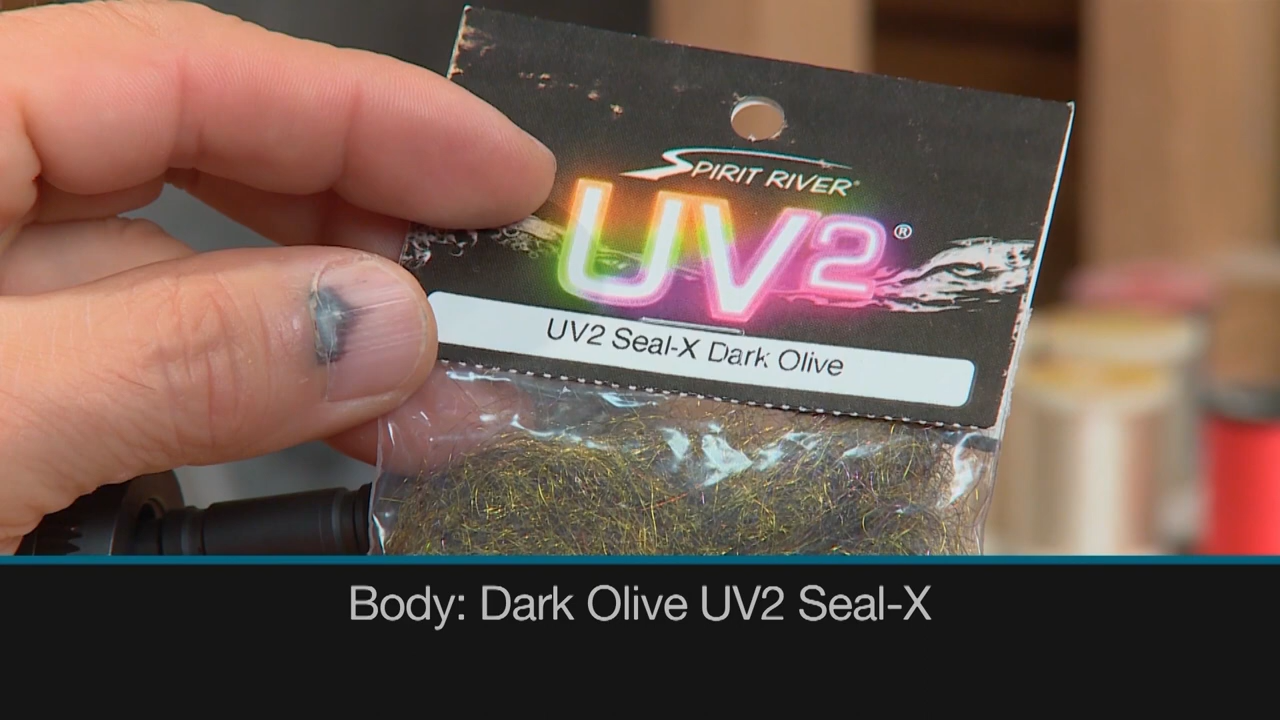 SPIRIT RIVER®
UV2®
UV2 Seal-X Dark Olive
Body: Dark Olive UV2 Seal-X